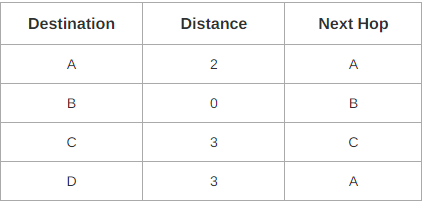 Destination Distance Next Hop
A 2 A
B 0 B
C 3 C
D 3 A